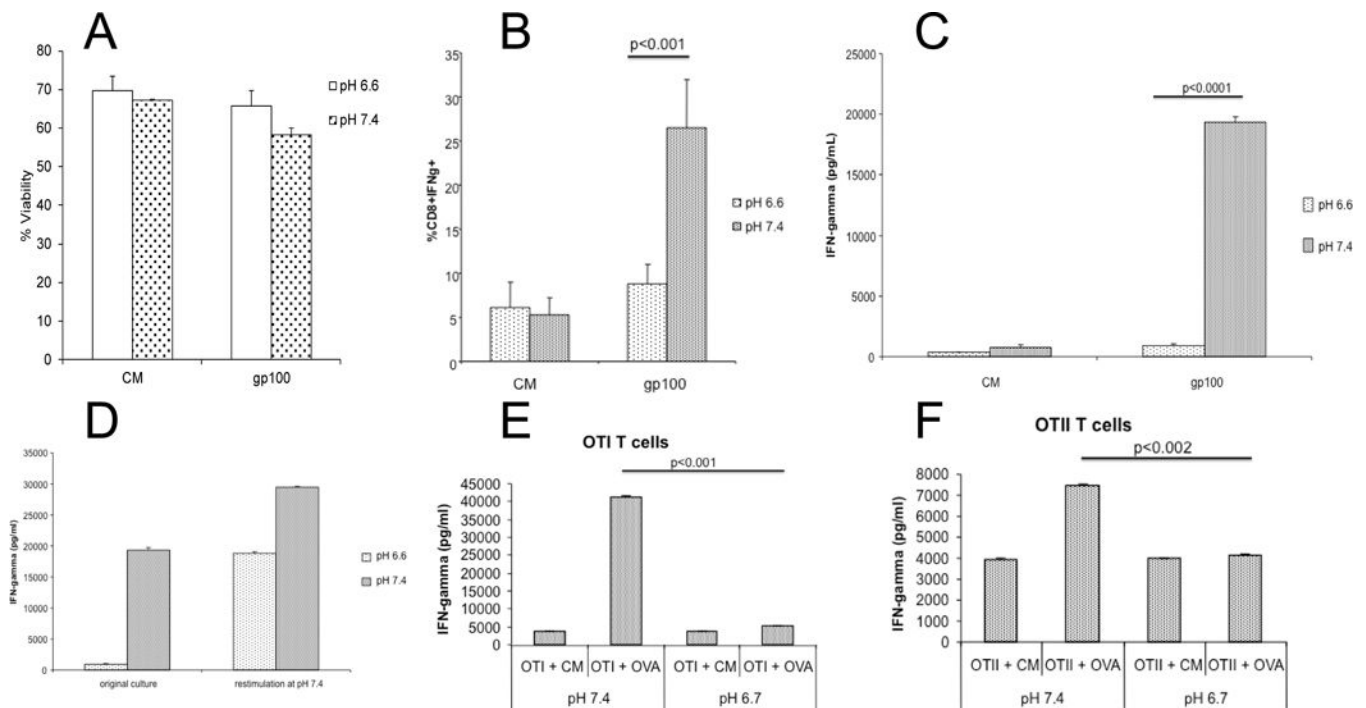 A
80
70
60
50
40
30
20
10
0
% Viability
CM
gp100
pH 6.6
pH 7.4
B
p<0.001
35
30
25
20
15
10
5
0
%CD8+IFNg+
CM
gp100
pH 6.6
pH 7.4
C
p<0.0001
25000
20000
15000
10000
5000
0
IFN-gamma (pg/mL)
CM
gp100
pH 6.6
pH 7.4
D
35000
30000
25000
20000
15000
10000
5000
0
IFN-gamma (pg/ml)
original culture
restimulation at pH 7.4
pH 6.6
pH 7.4
E
OTI T cells
p<0.001
45000
40000
35000
30000
25000
20000
15000
10000
5000
0
IFN-gamma (pg/ml)
OTI + CM OTI + OVA OTI + CM OTI + OVA
pH 7.4 pH 6.7
F
OTII T cells
p<0.002
8000
7000
6000
5000
4000
3000
2000
1000
0
IFN-gamma (pg/ml)
OTII + CM OTII + OVA OTII + CM OTII + OVA
pH 7.4 pH 6.7